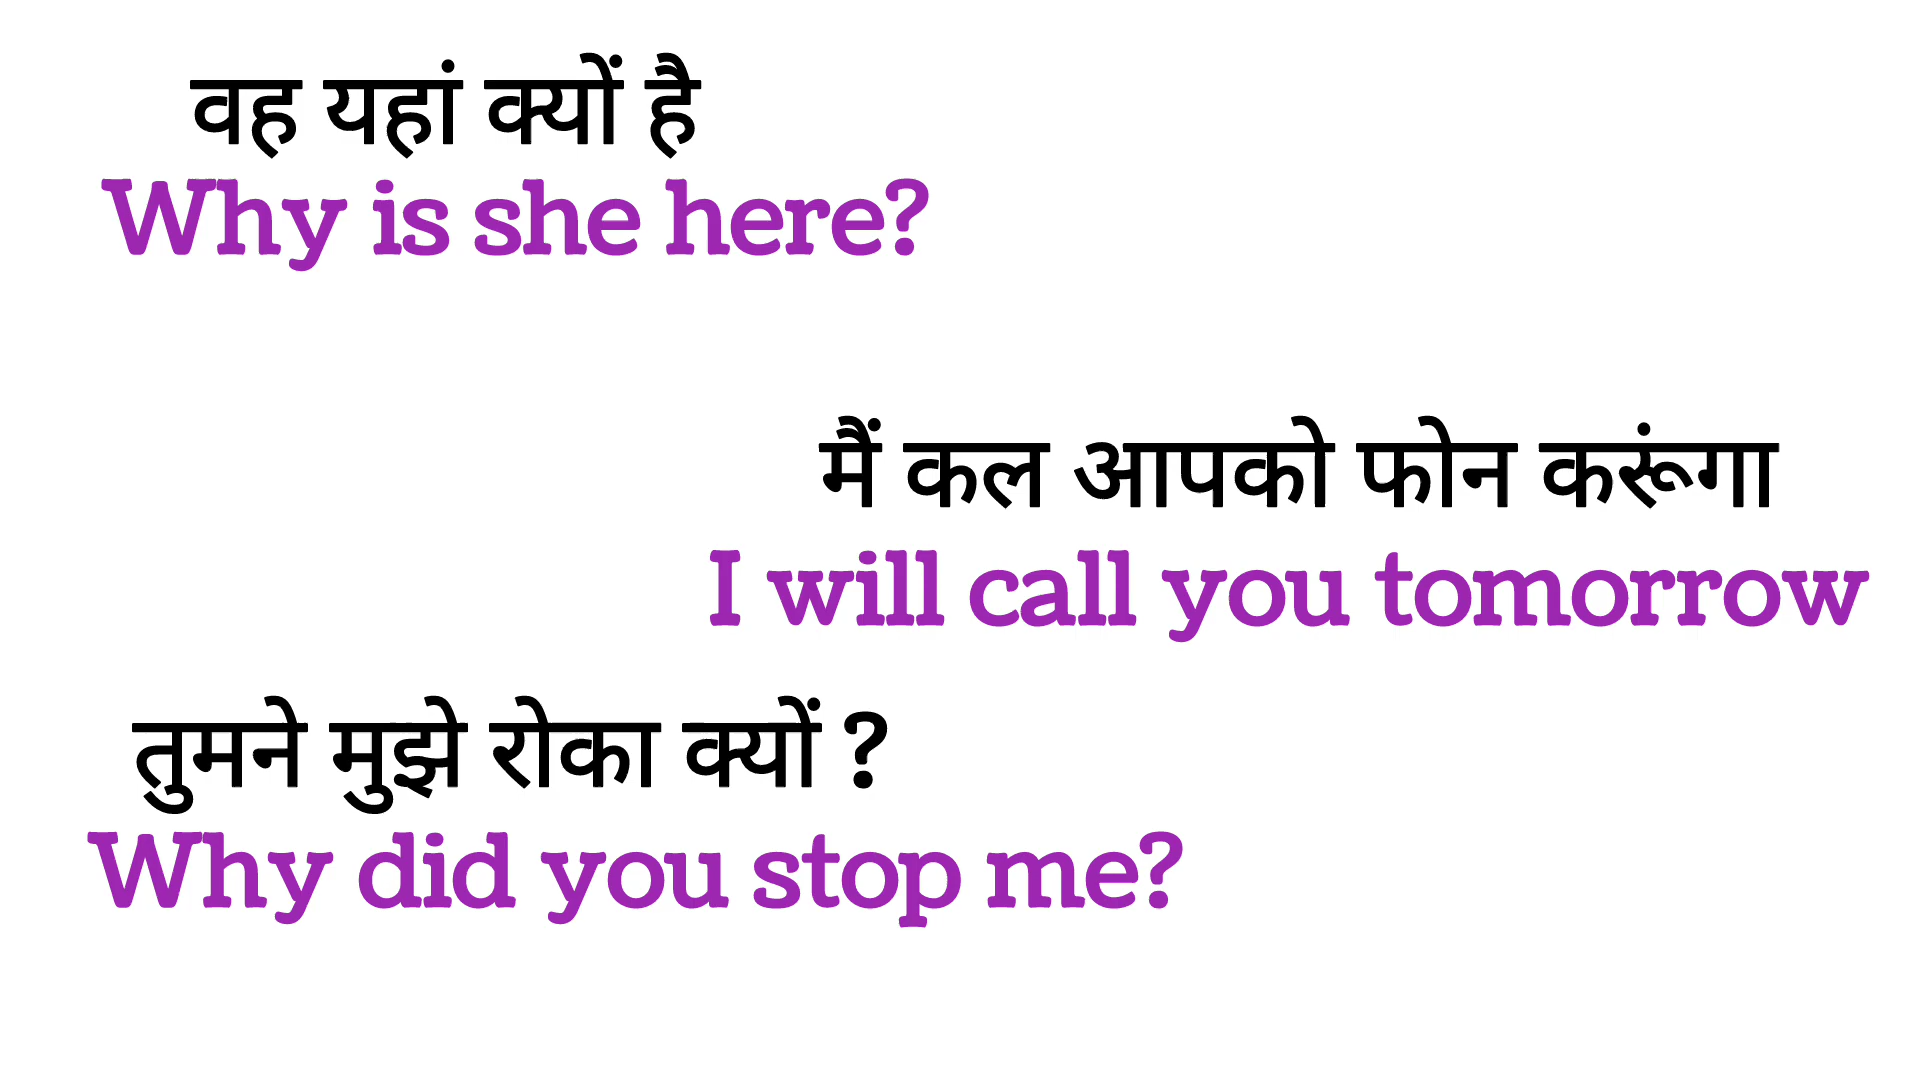 वह यहां क्यों है
Why is she here?
मैं कल आपको फोन करूंगा
I will call you tomorrow
तुमने मुझे रोका क्यों ?
Why did you stop me?